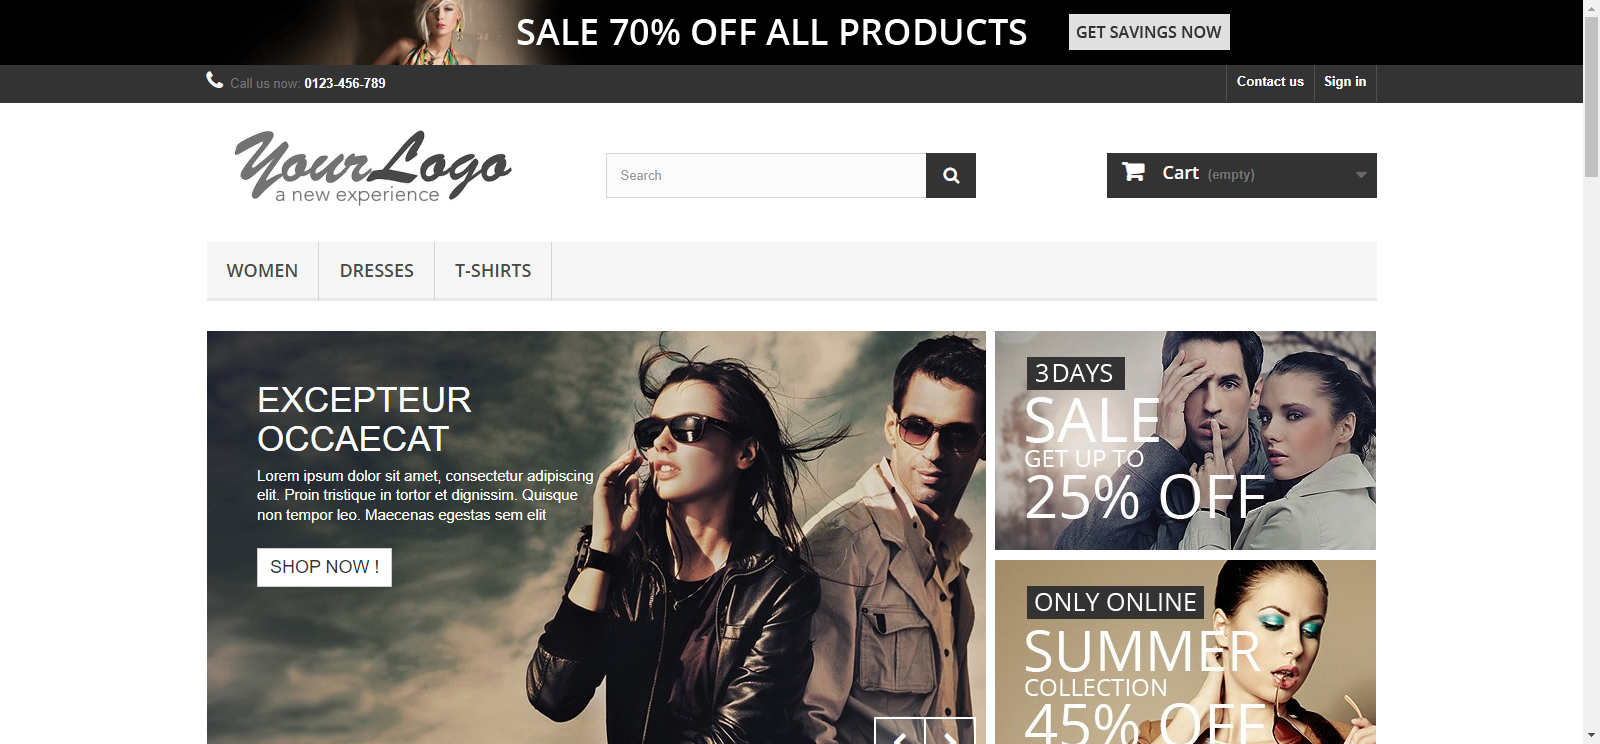 SALE 70% OFF ALL PRODUCTS
GET SAVINGS NOW
Call us now: 0123-456-789
Contact us
Sign in
YourLogo
a new experience
Search
Cart (empty)
WOMEN
DRESSES
T-SHIRTS
EXCEPTEUR
OCCAECAT
Lorem ipsum dolor sit amet, consectetur adipiscing
elit. Proin tristique in tortor et dignissim. Quisque
non tempor leo. Maecenas egestas sem elit
SHOP NOW !
3 DAYS
SALE
GET UP TO
25% OFF
ONLY ONLINE
SUMMER
COLLECTION
45% OFF